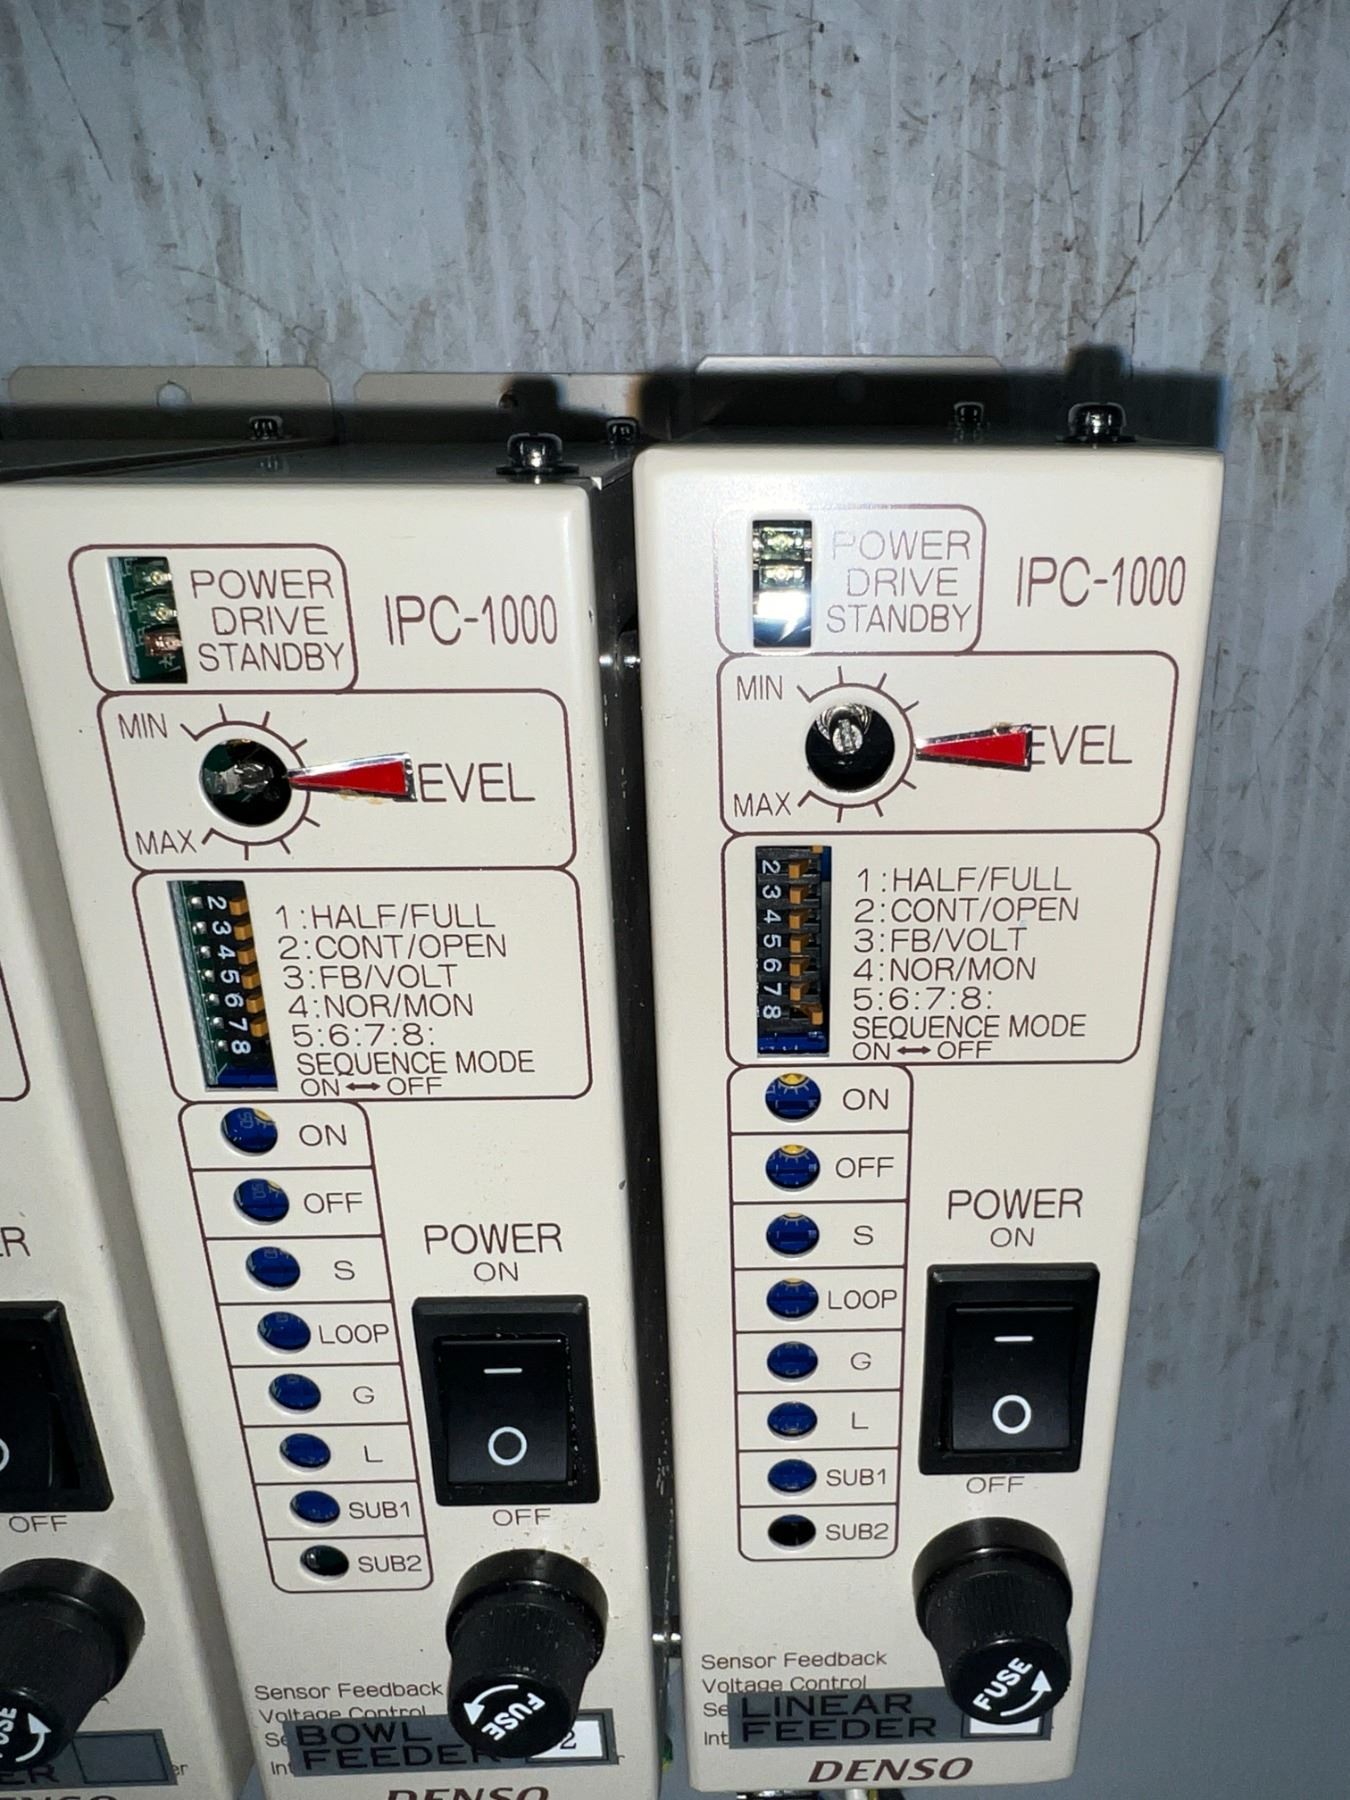 POWER
DRIVE
STANDBY
IPC-1000
MIN
MAX
EVEL
2
3
4
5
6
7
8
1:HALF/FULL
2:CONT/OPEN
3:FB/VOLT
4:NOR/MON
5:6:7:8:
SEQUENCE MODE
ON ↔ OFF
ON
OFF
S
LOOP
G
L
SUB1
SUB2
POWER
ON
OFF
FUSE
Sensor Feedback
Voltage Control
BOWL
FEEDER
2
DENSO
POWER
DRIVE
STANDBY
IPC-1000
MIN
MAX
EVEL
2
3
4
5
6
7
8
1:HALF/FULL
2:CONT/OPEN
3:FB/VOLT
4:NOR/MON
5:6:7:8:
SEQUENCE MODE
ON ↔ OFF
ON
OFF
S
LOOP
G
L
SUB1
SUB2
POWER
ON
OFF
FUSE
Sensor Feedback
Voltage Control
Se
Int
LINEAR
FEEDER
DENSO
ER
OFF
ER